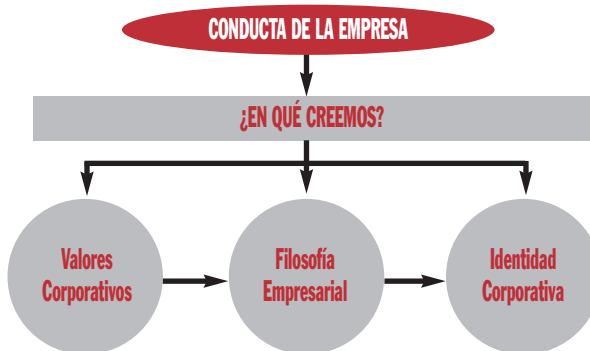 CONDUCTA DE LA EMPRESA
¿EN QUÉ CREEMOS?
Valores
Corporativos
Filosofía
Empresarial
Identidad
Corporativa